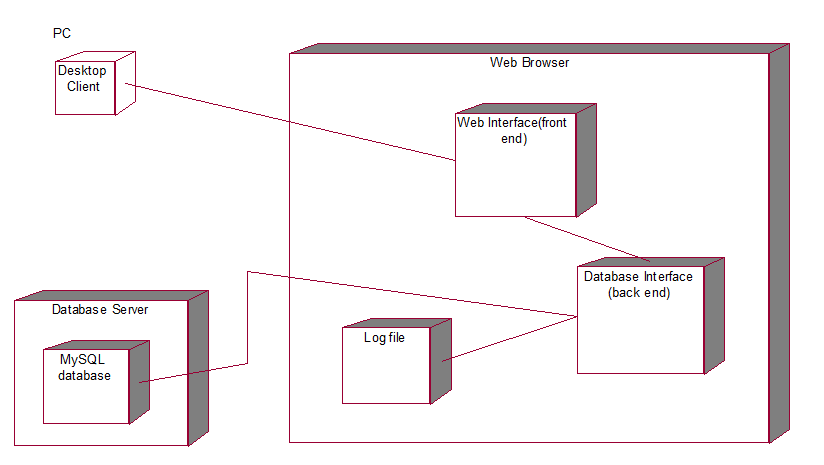 PC
Desktop
Client
Web Browser
Web Interface(front
end)
Database Interface
(back end)
Database Server
MySQL
database
Log file